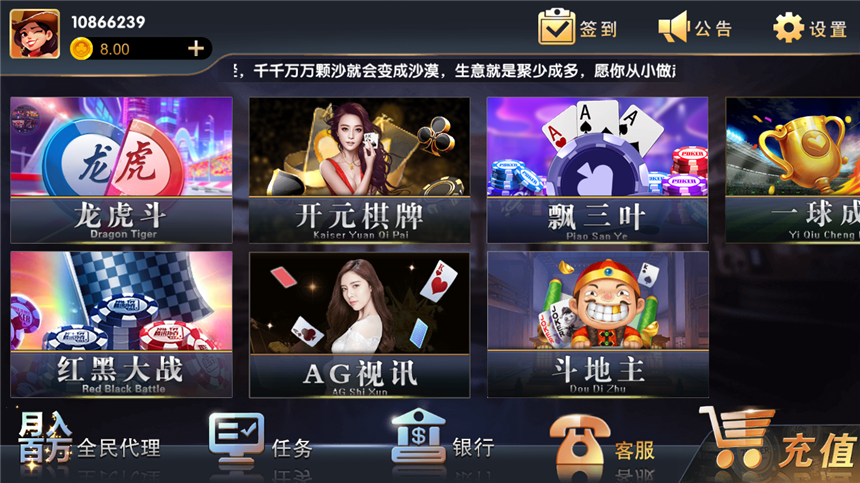 10866239
签到
公告
设置
8.00
，千千万万颗沙就会变成沙漠，生意就是聚少成多，愿你从小做
龙 虎
A
A
A
POKER
POKER
龙虎斗
Dragon Tiger
开元棋牌
Kaiser Yuan Qi Pai
飘三叶
Piao San Ye
一球成
Yi Qiu Cheng
JOKER
红黑大战
Red Black Battle
AG视讯
AG Shi Xun
斗地主
Dou Di Zhu
月入
百万
全民代理
任务
银行
客服
充值